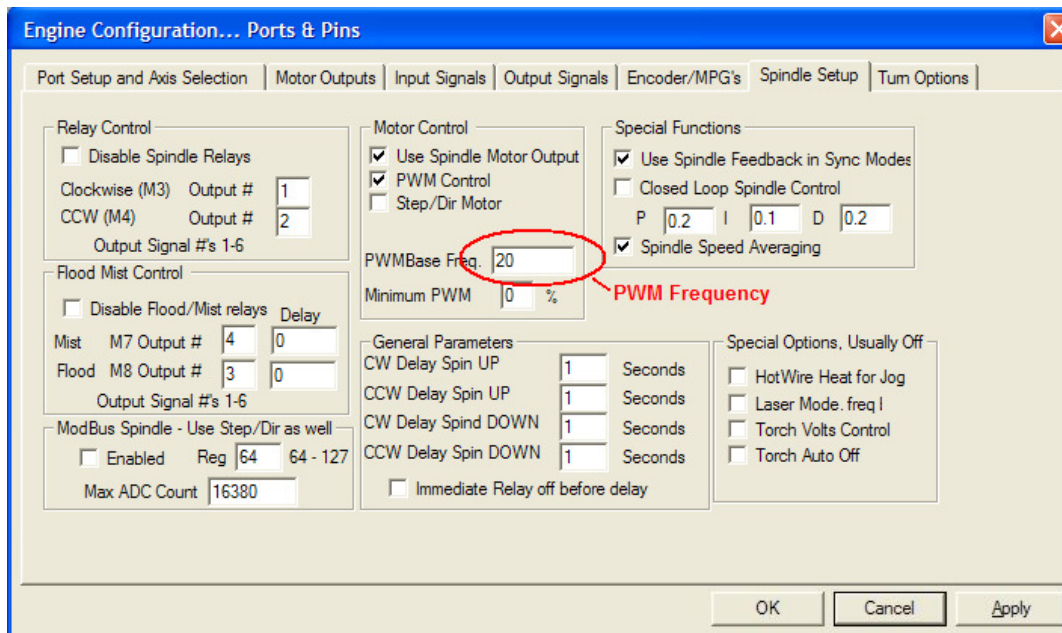 Engine Configuration... Ports & Pins
Port Setup and Axis Selection
Motor Outputs
Input Signals
Output Signals
Encoder/MPG's
Spindle Setup
Turn Options
Relay Control
Disable Spindle Relays
Clockwise (M3) Output # 1
CCW (M4) Output # 2
Output Signal #'s 1-6
Flood Mist Control
Disable Flood/Mist relays Delay
Mist M7 Output # 4 0
Flood M8 Output # 3 0
Output Signal #'s 1-6
ModBus Spindle - Use Step/Dir as well
Enabled Reg 64 64 - 127
Max ADC Count 16380
Motor Control
Use Spindle Motor Output
PWM Control
Step/Dir Motor
PWMBase Freq. 20
Minimum PWM 0 %
PWM Frequency
General Parameters
CW Delay Spin UP 1 Seconds
CCW Delay Spin UP 1 Seconds
CW Delay Spind DOWN 1 Seconds
CCW Delay Spin DOWN 1 Seconds
Immediate Relay off before delay
Special Functions
Use Spindle Feedback in Sync Modes
Closed Loop Spindle Control
P 0.2 I 0.1 D 0.2
Spindle Speed Averaging
Special Options, Usually Off
HotWire Heat for Jog
Laser Mode. freq l
Torch Volts Control
Torch Auto Off
OK
Cancel
Apply